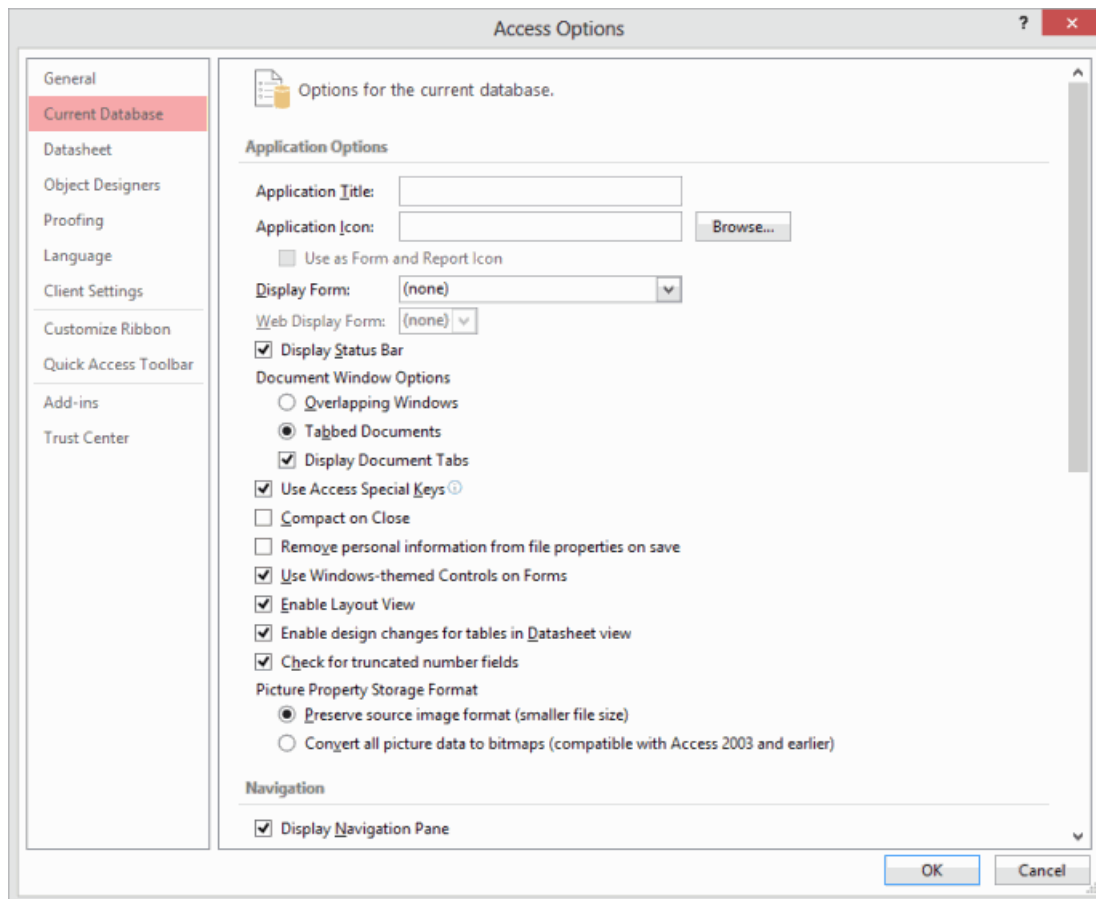 Access Options
?
General
Current Database
Datasheet
Object Designers
Proofing
Language
Client Settings
Customize Ribbon
Quick Access Toolbar
Add-ins
Trust Center
Options for the current database.
Application Options
Application Title:
Application Icon:
Browse...
Use as Form and Report Icon
Display Form: (none)
Web Display Form: (none)
Display Status Bar
Document Window Options
Overlapping Windows
Tabbed Documents
Display Document Tabs
Use Access Special Keys
Compact on Close
Remove personal information from file properties on save
Use Windows-themed Controls on Forms
Enable Layout View
Enable design changes for tables in Datasheet view
Check for truncated number fields
Picture Property Storage Format
Preserve source image format (smaller file size)
Convert all picture data to bitmaps (compatible with Access 2003 and earlier)
Navigation
Display Navigation Pane
OK
Cancel